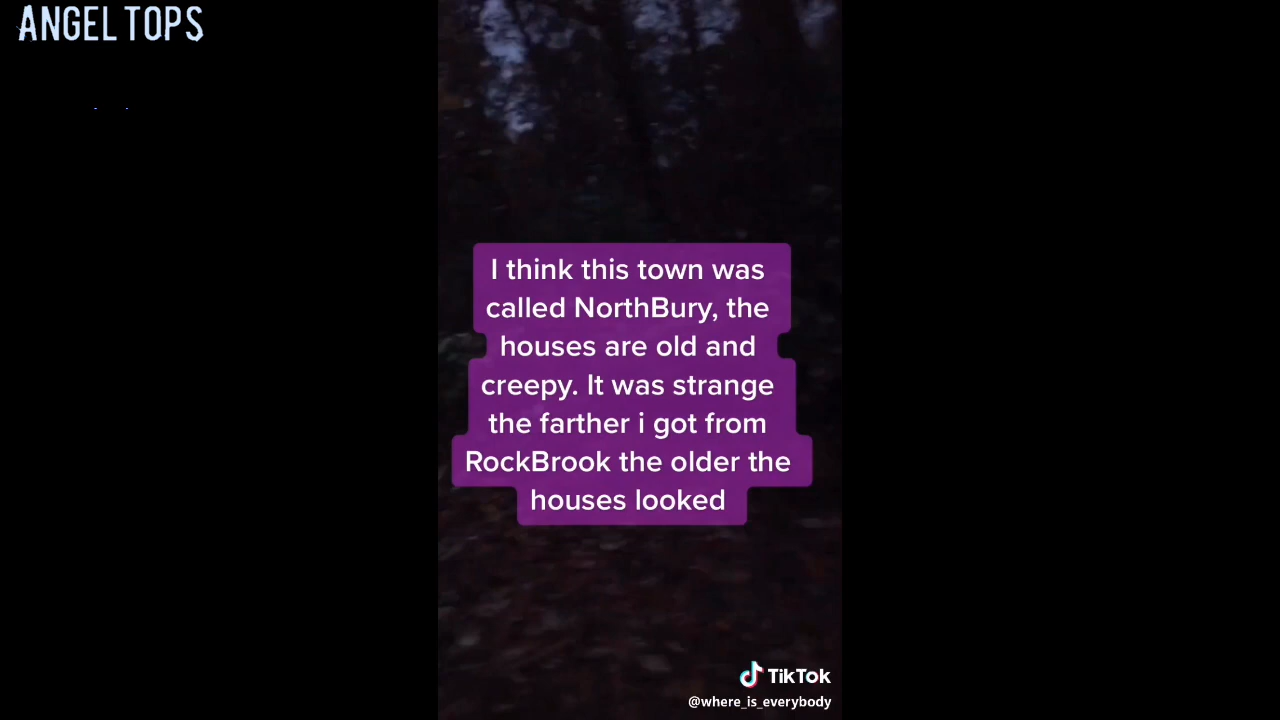 ANGEL TOPS
I think this town was
called NorthBury, the
houses are old and
creepy. It was strange
the farther i got from
RockBrook the older the
houses looked
TikTok
@where_is_everybody